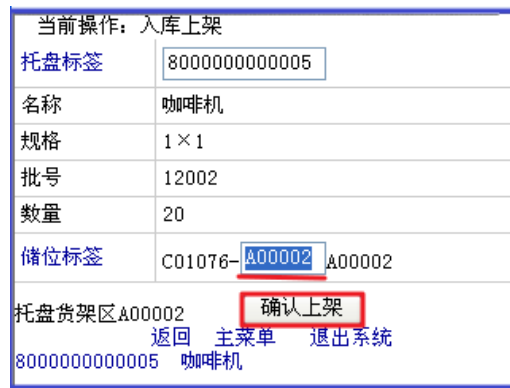 当前操作：入库上架
托盘标签 8000000000005
名称 咖啡机
规格 1×1
批号 12002
数量 20
储位标签 C01076-A00002 A00002
托盘货架区A00002 确认上架
返回 主菜单 退出系统
8000000000005 咖啡机